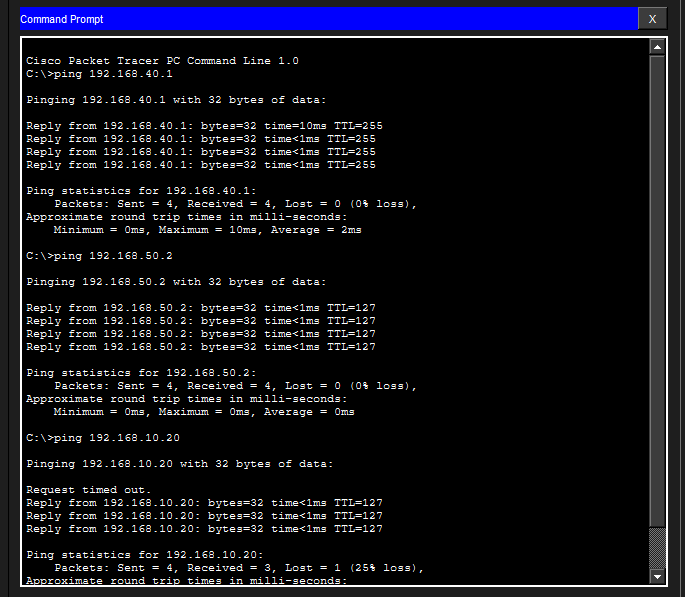 Command Prompt
X
Cisco Packet Tracer PC Command Line 1.0
C:\>ping 192.168.40.1
Pinging 192.168.40.1 with 32 bytes of data:
Reply from 192.168.40.1: bytes=32 time=10ms TTL=255
Reply from 192.168.40.1: bytes=32 time<1ms TTL=255
Reply from 192.168.40.1: bytes=32 time<1ms TTL=255
Reply from 192.168.40.1: bytes=32 time<1ms TTL=255
Ping statistics for 192.168.40.1:
    Packets: Sent = 4, Received = 4, Lost = 0 (0% loss),
Approximate round trip times in milli-seconds:
    Minimum = 0ms, Maximum = 10ms, Average = 2ms
C:\>ping 192.168.50.2
Pinging 192.168.50.2 with 32 bytes of data:
Reply from 192.168.50.2: bytes=32 time<1ms TTL=127
Reply from 192.168.50.2: bytes=32 time<1ms TTL=127
Reply from 192.168.50.2: bytes=32 time<1ms TTL=127
Reply from 192.168.50.2: bytes=32 time<1ms TTL=127
Ping statistics for 192.168.50.2:
    Packets: Sent = 4, Received = 4, Lost = 0 (0% loss),
Approximate round trip times in milli-seconds:
    Minimum = 0ms, Maximum = 0ms, Average = 0ms
C:\>ping 192.168.10.20
Pinging 192.168.10.20 with 32 bytes of data:
Request timed out.
Reply from 192.168.10.20: bytes=32 time<1ms TTL=127
Reply from 192.168.10.20: bytes=32 time<1ms TTL=127
Reply from 192.168.10.20: bytes=32 time<1ms TTL=127
Ping statistics for 192.168.10.20:
    Packets: Sent = 4, Received = 3, Lost = 1 (25% loss),
Approximate round trip times in milli-seconds: